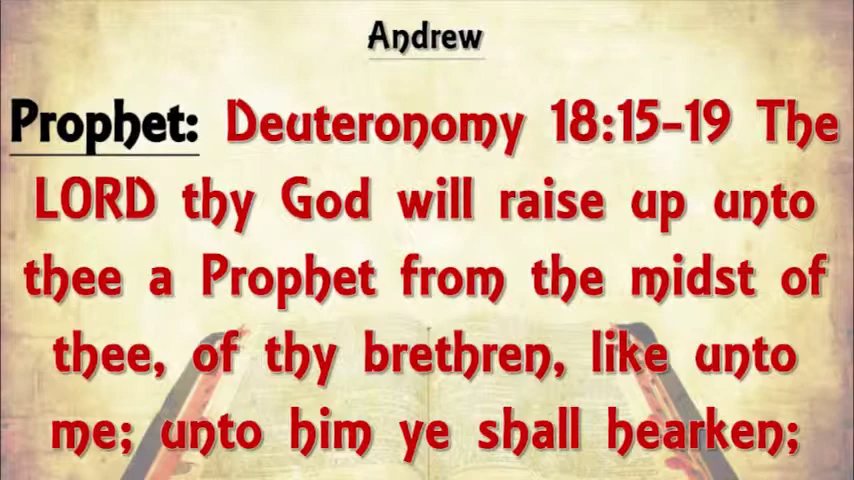 Andrew
Prophet: Deuteronomy 18:15-19 The
LORD thy God will raise up unto
thee a Prophet from the midst of
thee, of thy brethren, like unto
me; unto him ye shall hearken;